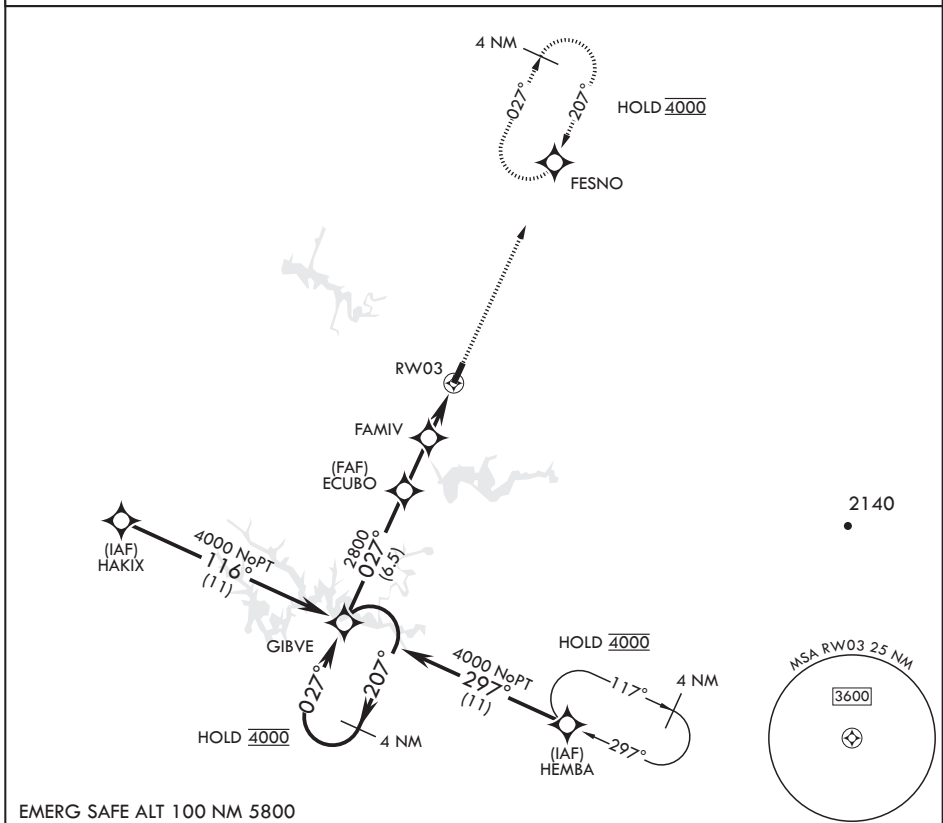 4 NM
027°
207°
HOLD 4000
FESNO
RW03
FAMIV
(FAF)
ECUBO
2140
(IAF)
HAKIX
4000 NoPT
116°
(11)
2800
027°
(6.5)
GIBVE
HOLD 4000
4000 NoPT
297°
(11)
117°
4 NM
297°
(IAF)
HEMBA
027°
207°
HOLD 4000
4 NM
MSA RW03 25 NM
3600
EMERG SAFE ALT 100 NM 5800